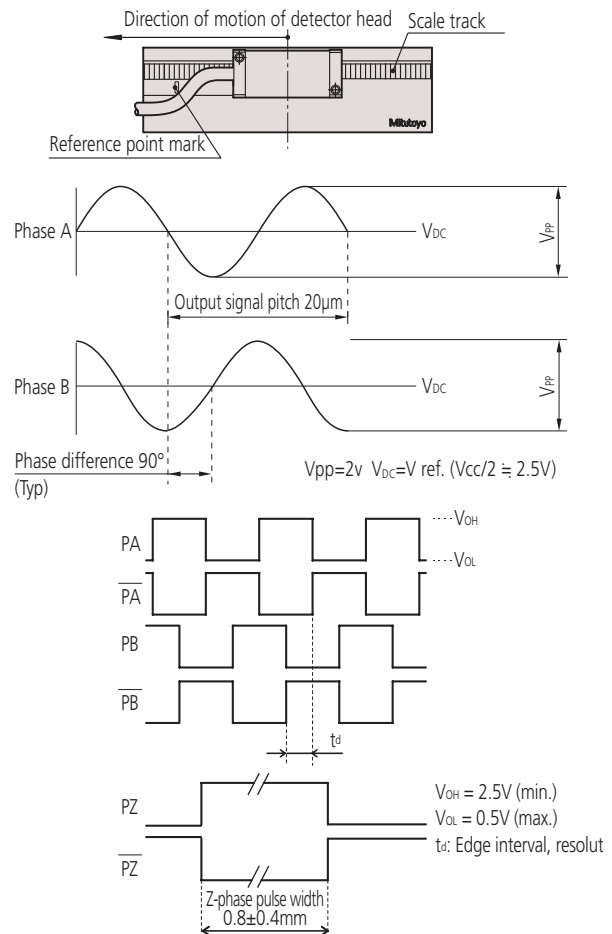 Direction of motion of detector head
Scale track
Mitutoyo
Reference point mark
Phase A
VDC
VPP
Output signal pitch 20µm
Phase B
VDC
VPP
Phase difference 90°
(Typ)
Vpp=2v VDC=V ref. (Vcc/2 ≒ 2.5V)
PA
VOH
VOL
PA
PB
PB
td
PZ
VOH = 2.5V (min.)
VOL = 0.5V (max.)
td: Edge interval, resolut
PZ
Z-phase pulse width
0.8±0.4mm